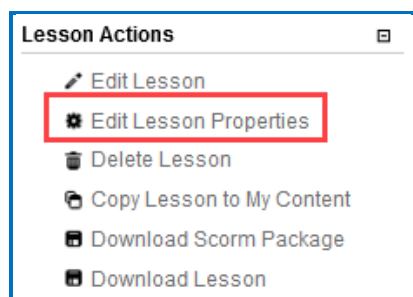 Lesson Actions
Edit Lesson
Edit Lesson Properties
Delete Lesson
Copy Lesson to My Content
Download Scorm Package
Download Lesson